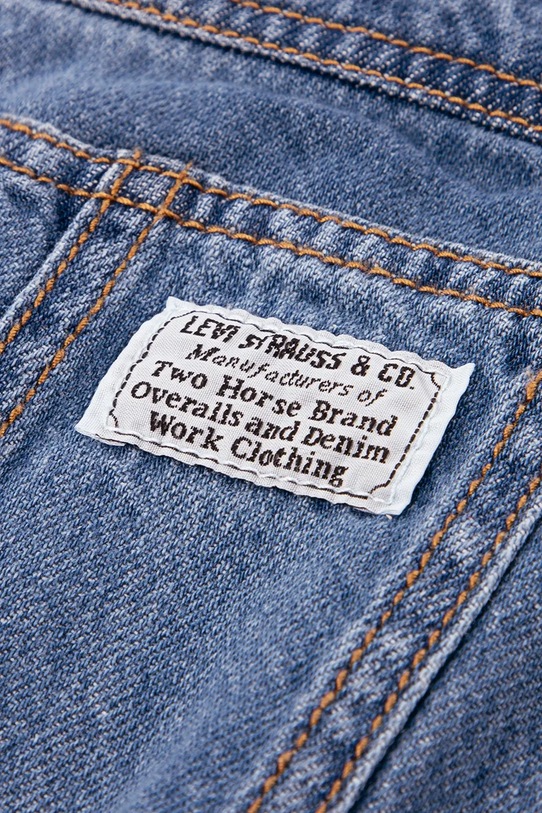 LEVI STRAUSS & CO.
Manufacturers of
Two Horse Brand
Overalls and Denim
Work Clothing